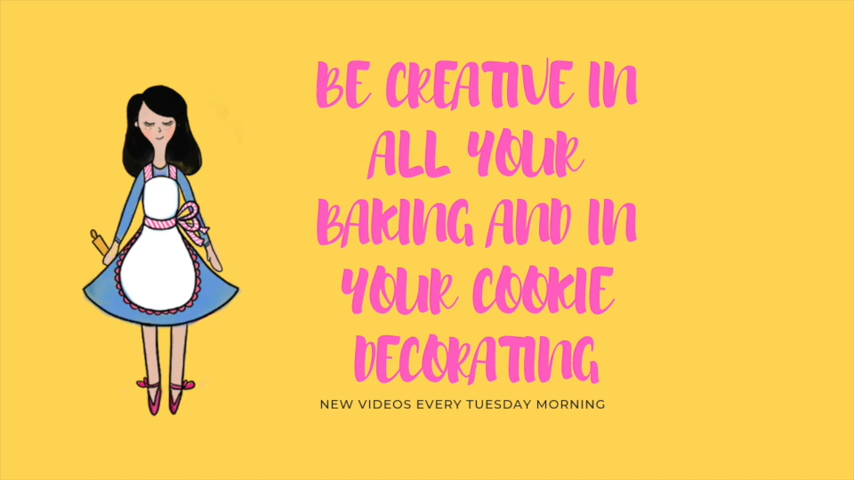 BE CREATIVE IN
ALL YOUR
BAKING AND IN
YOUR COOKIE
DECORATING
NEW VIDEOS EVERY TUESDAY MORNING